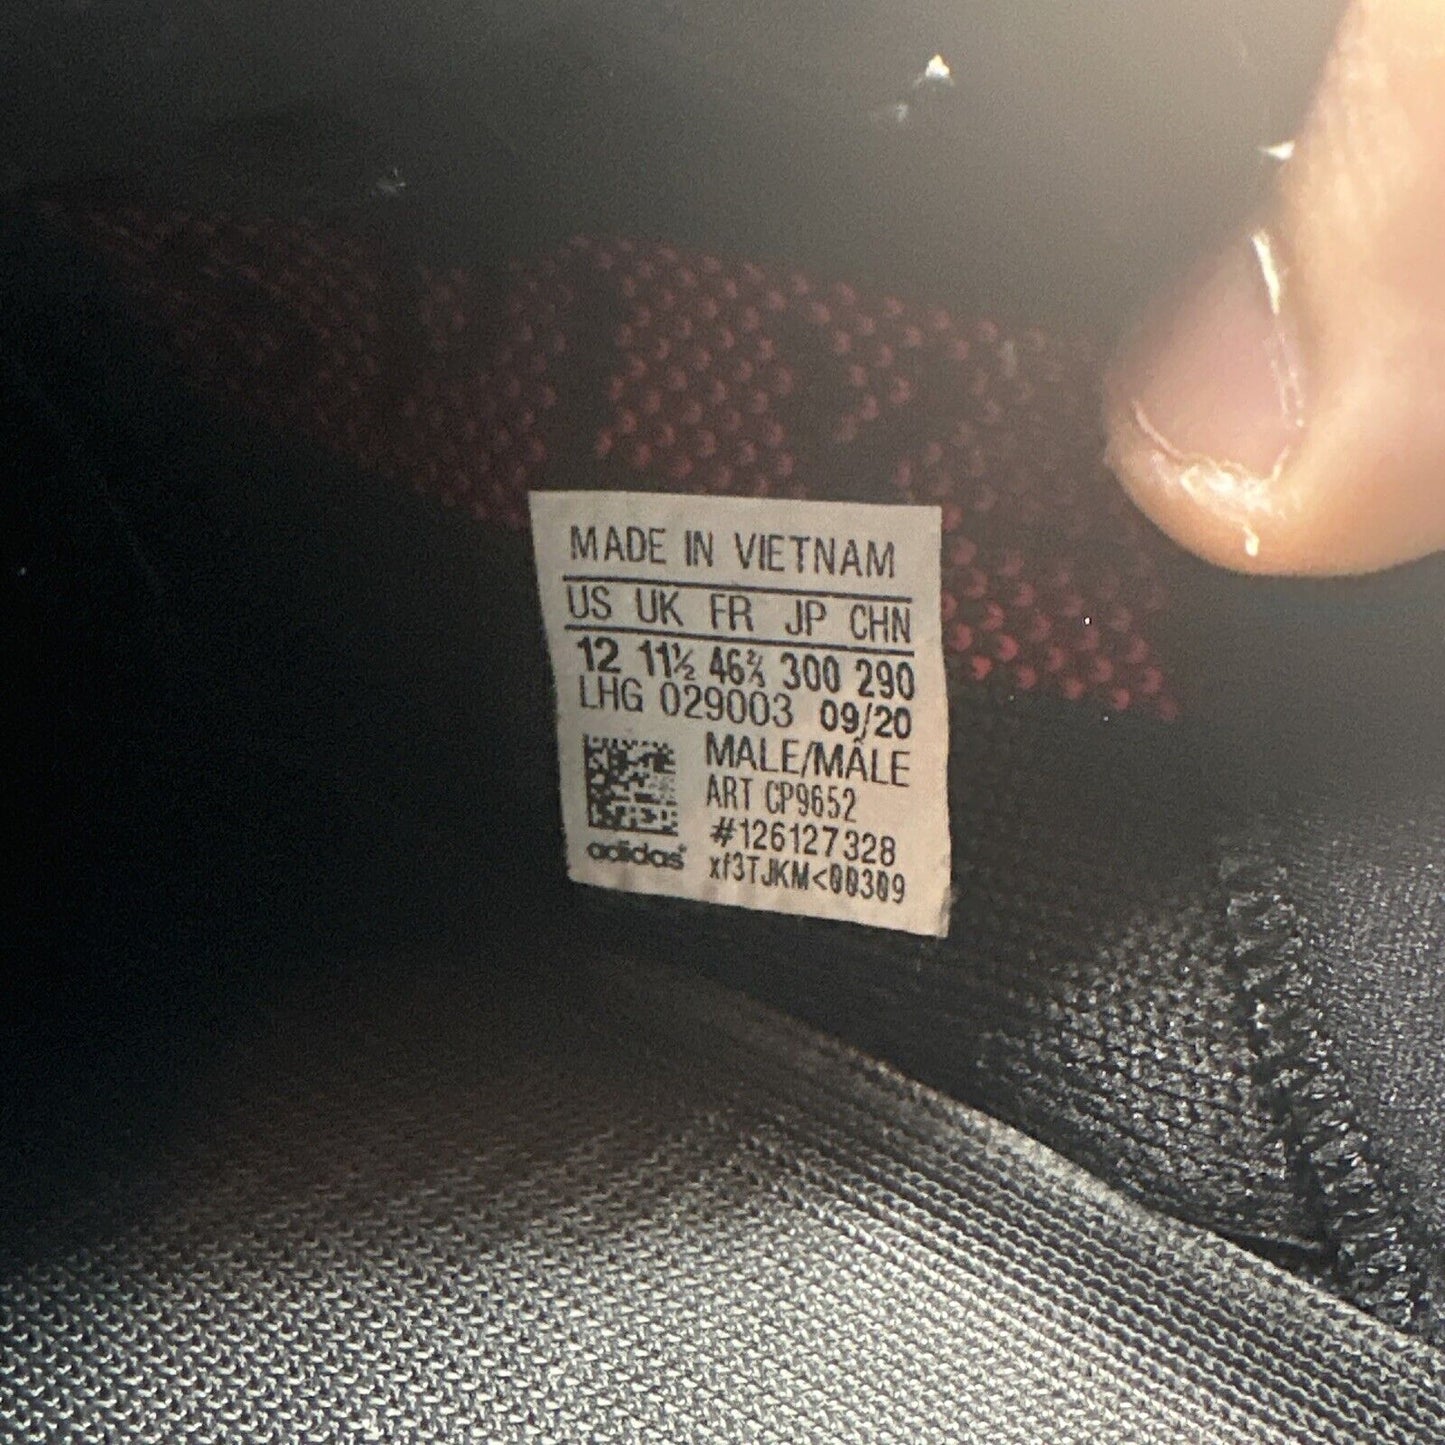 MADE IN VIETNAM
US UK FR JP CHN
12 11½ 46⅔ 300 290
LHG 029003 09/20
MALE/MÂLE
ART CP9652
#126127328
xf3TJKM<00309
adidas